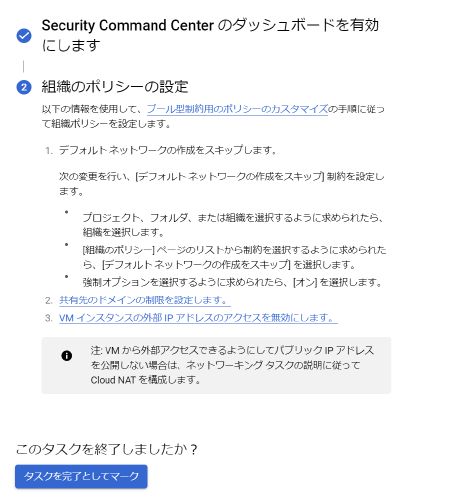 Security Command Center のダッシュボードを有効
にします
2 組織のポリシーの設定
以下の情報を使用して、ブール型制約用のポリシーのカスタマイズの手順に従っ
て組織ポリシーを設定します。
1. デフォルト ネットワークの作成をスキップします。
次の変更を行い、[デフォルト ネットワークの作成をスキップ] 制約を設定し
ます。
• プロジェクト、フォルダ、または組織を選択するように求められたら、
組織を選択します。
• [組織のポリシー] ページのリストから制約を選択するように求められた
ら、[デフォルト ネットワークの作成をスキップ] を選択します。
• 強制オプションを選択するように求められたら、[オン] を選択します。
2. 共有先のドメインの制限を設定します。
3. VM インスタンスの外部 IP アドレスのアクセスを無効にします。
注: VM から外部アクセスできるようにしてパブリック IP アドレス
を公開しない場合は、ネットワーキング タスクの説明に従って
Cloud NAT を構成します。
このタスクを終了しましたか？
タスクを完了としてマーク